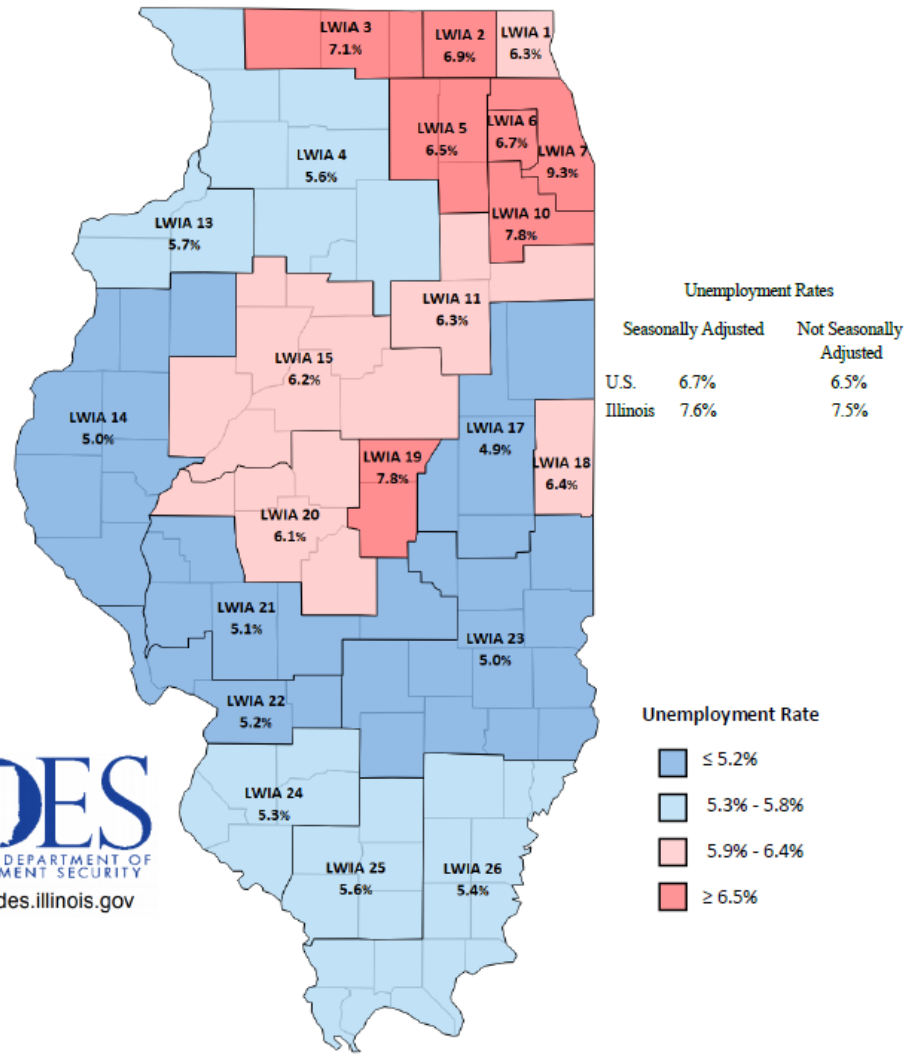 LWIA 3
7.1%
LWIA 2
6.9%
LWIA 1
6.3%
LWIA 5
6.5%
LWIA 6
6.7%
LWIA 7
9.3%
LWIA 4
5.6%
LWIA 10
7.8%
LWIA 13
5.7%
LWIA 11
6.3%
LWIA 15
6.2%
LWIA 14
5.0%
LWIA 17
4.9%
LWIA 18
6.4%
LWIA 19
7.8%
LWIA 20
6.1%
LWIA 21
5.1%
LWIA 23
5.0%
LWIA 22
5.2%
LWIA 24
5.3%
LWIA 25
5.6%
LWIA 26
5.4%
Unemployment Rates
Seasonally Adjusted Not Seasonally
Adjusted
U.S. 6.7% 6.5%
Illinois 7.6% 7.5%
Unemployment Rate
≤ 5.2%
5.3% - 5.8%
5.9% - 6.4%
≥ 6.5%
DES
DEPARTMENT OF
MENT SECURITY
des.illinois.gov